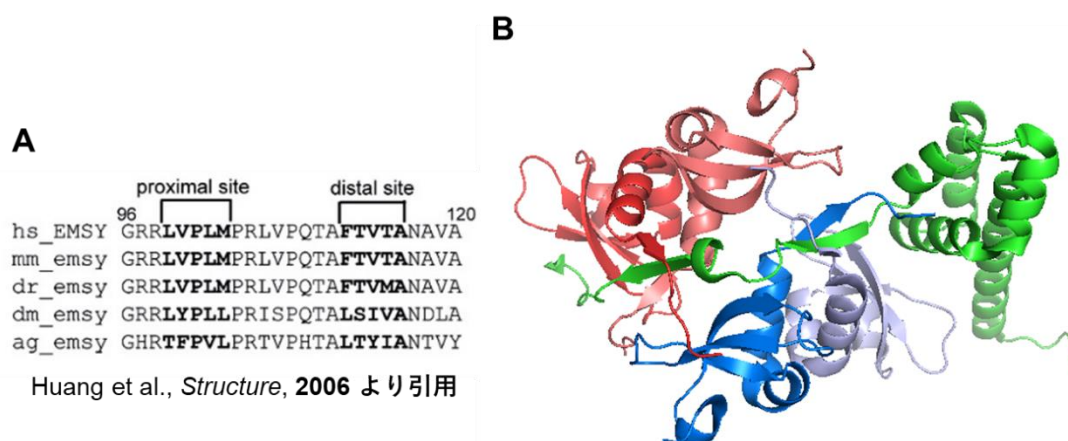 A
proximal site distal site
96 120
hs_EMSY GRRLVPLMPRLVPQTAFTVTANAVA
mm_emsy GRRLVPLMPRLVPQTAFTVTANAVA
dr_emsy GRRLVPLMPRLVPQTAFTVMANAVA
dm_emsy GRRLYPLLPRISPQTALSIVANDLA
ag_emsy GHRTFPVLPRTVPHTALTYIANTVY
Huang et al., Structure, 2006 より引用
B